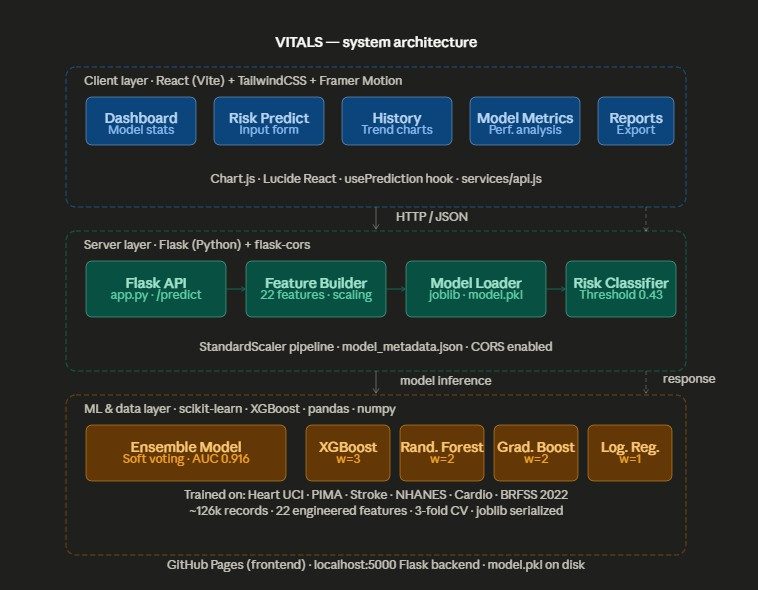 VITALS — system architecture
Client layer · React (Vite) + TailwindCSS + Framer Motion
Dashboard
Model stats
Risk Predict
Input form
History
Trend charts
Model Metrics
Perf. analysis
Reports
Export
Chart.js · Lucide React · usePrediction hook · services/api.js
HTTP / JSON
Server layer · Flask (Python) + flask-cors
Flask API
app.py · /predict
Feature Builder
22 features · scaling
Model Loader
joblib · model.pkl
Risk Classifier
Threshold 0.43
StandardScaler pipeline · model_metadata.json · CORS enabled
model inference
response
ML & data layer · scikit-learn · XGBoost · pandas · numpy
Ensemble Model
Soft voting · AUC 0.916
XGBoost
w=3
Rand. Forest
w=2
Grad. Boost
w=2
Log. Reg.
w=1
Trained on: Heart UCI · PIMA · Stroke · NHANES · Cardio · BRFSS 2022
~126k records · 22 engineered features · 3-fold CV · joblib serialized
GitHub Pages (frontend) · localhost:5000 Flask backend · model.pkl on disk